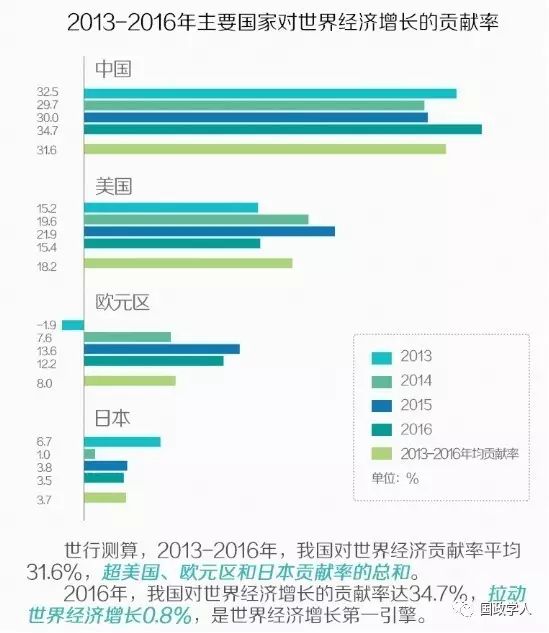 2013-2016年主要国家对世界经济增长的贡献率
中国
32.5
29.7
30.0
34.7
31.6
美国
15.2
19.6
21.9
15.4
18.2
欧元区
-1.9
7.6
13.6
12.2
8.0
日本
6.7
1.0
3.8
3.5
3.7
2013
2014
2015
2016
2013-2016年均贡献率
单位：%
世行测算，2013-2016年，我国对世界经济贡献率平均
31.6%，超美国、欧元区和日本贡献率的总和。
2016年，我国对世界经济增长的贡献率达34.7%，拉动
世界经济增长0.8%，是世界经济增长第一引擎。
国政学人